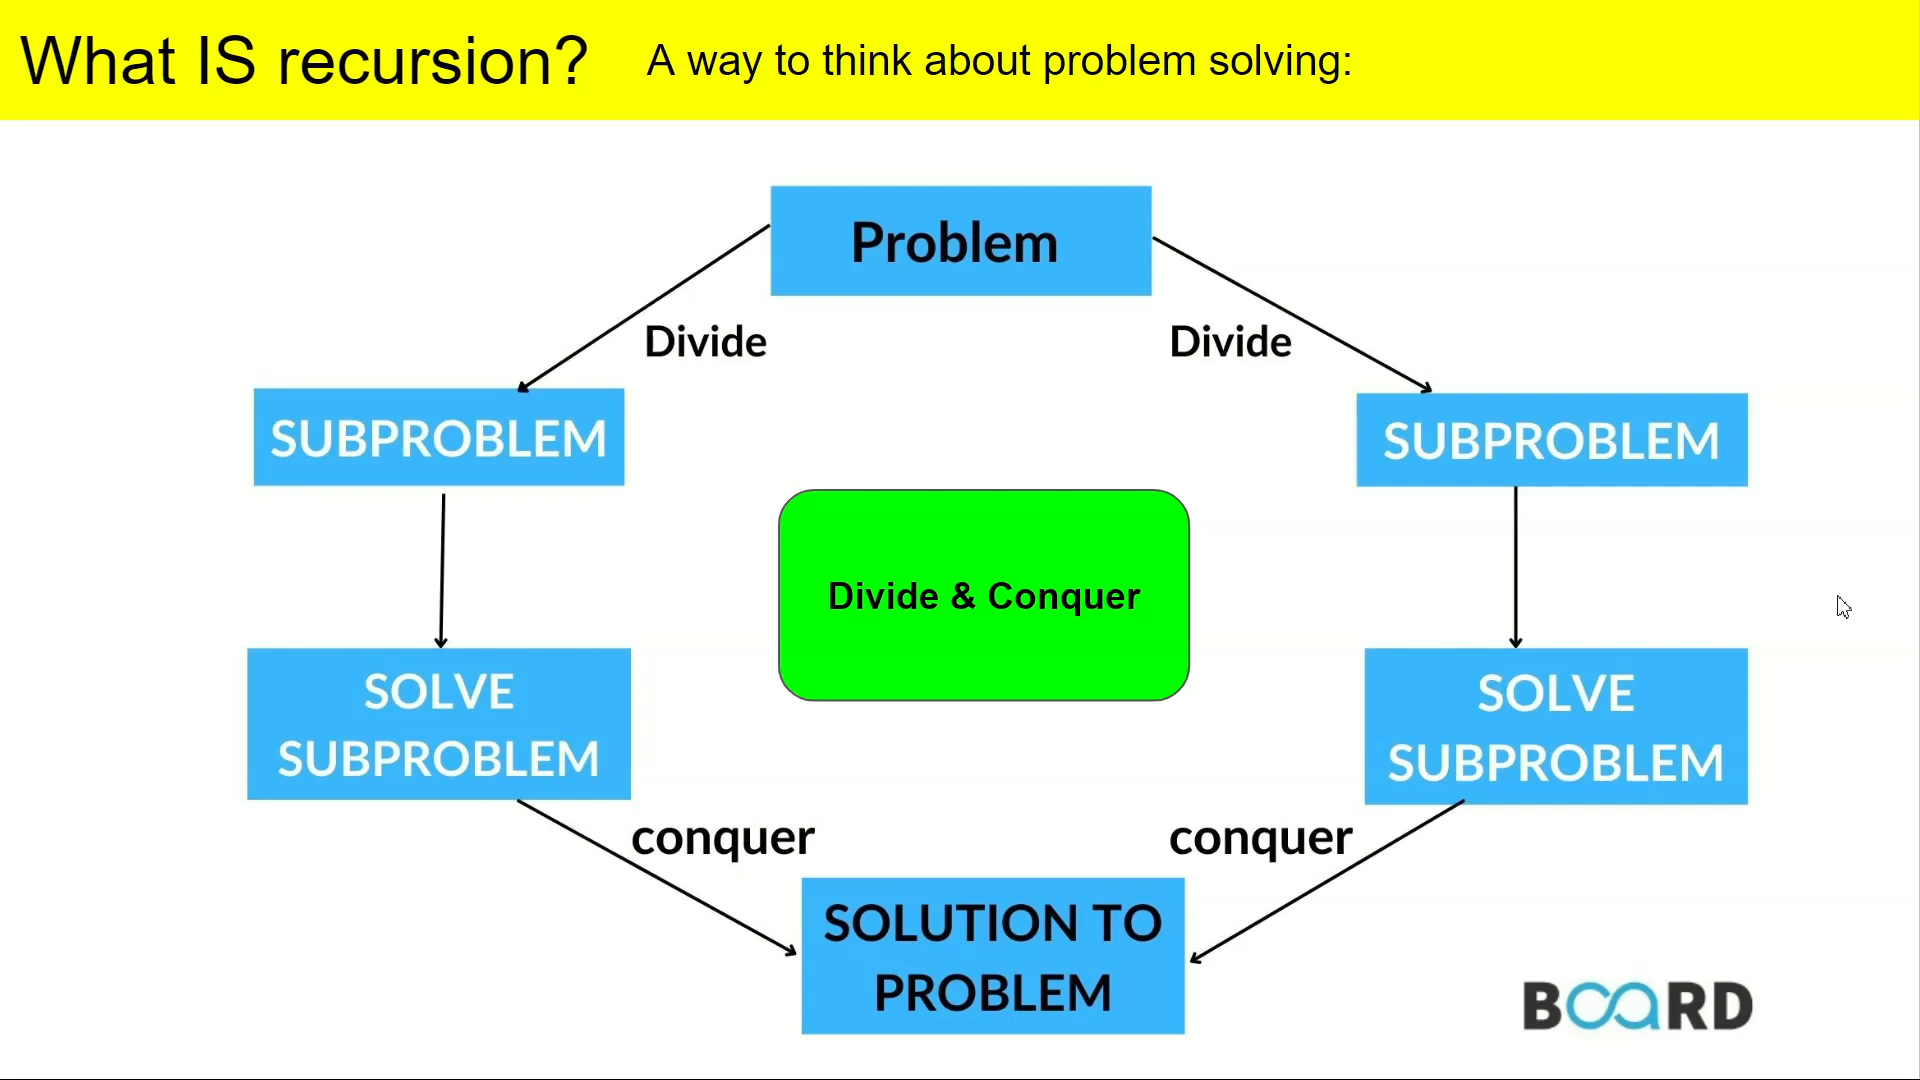 What IS recursion?
A way to think about problem solving:
Problem
Divide
Divide
SUBPROBLEM
SUBPROBLEM
Divide & Conquer
SOLVE
SUBPROBLEM
SOLVE
SUBPROBLEM
conquer
conquer
SOLUTION TO
PROBLEM
BOARD